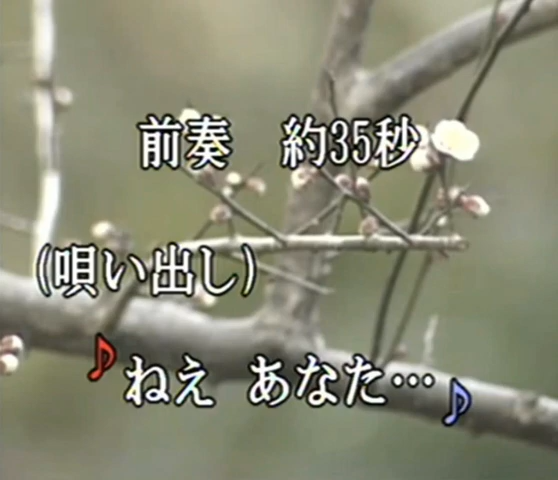 前奏　約35秒
(唄い出し)
♪ねえ　あなた…♪